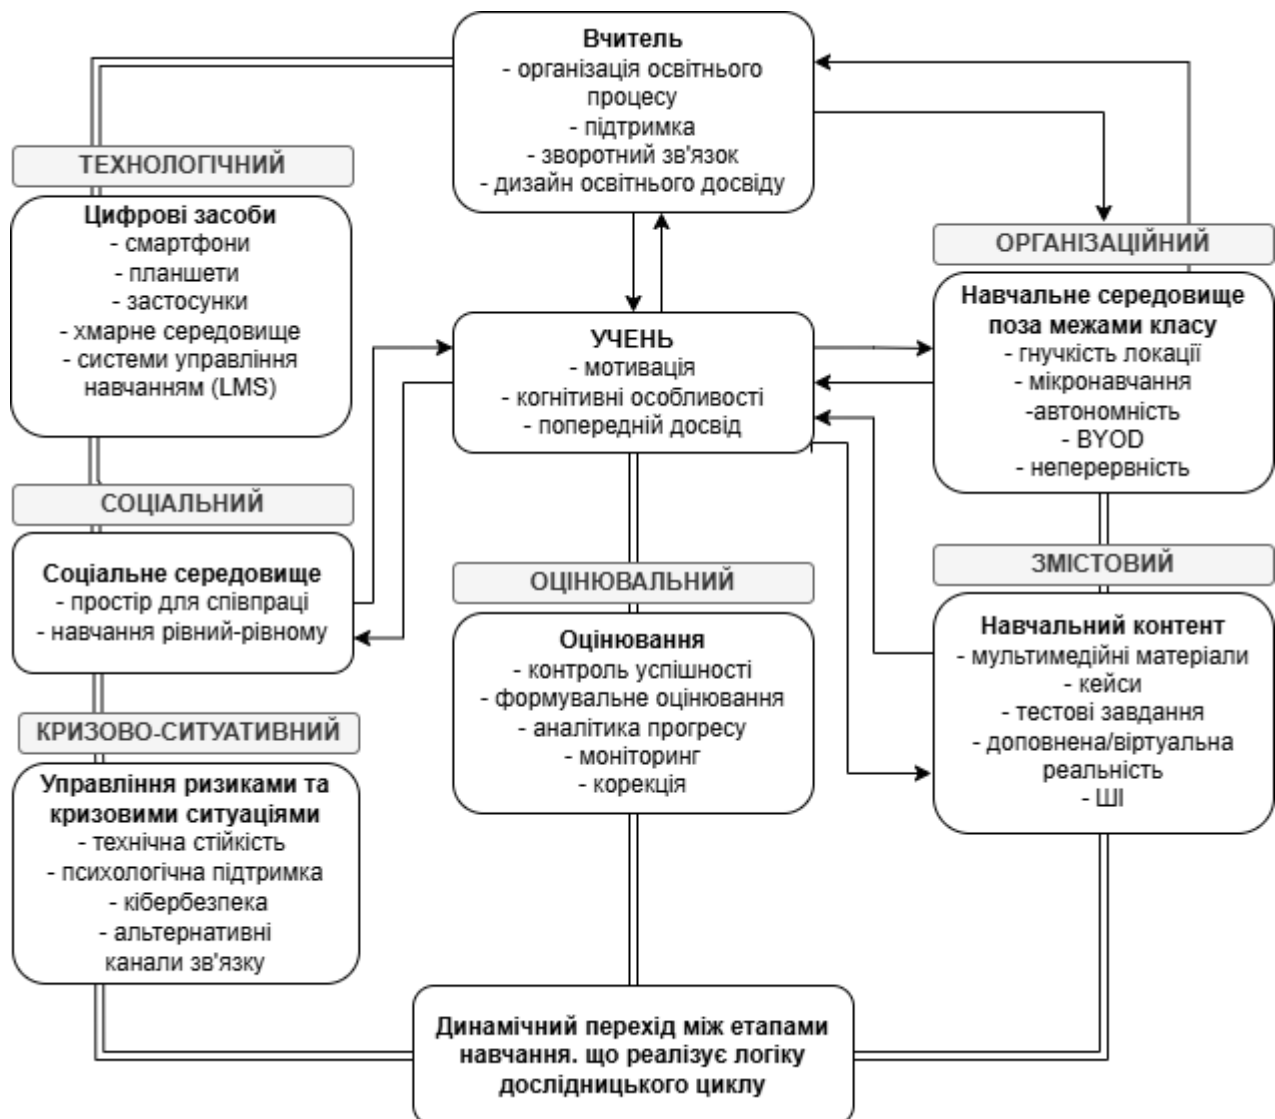 Вчитель
- організація освітнього
процесу
- підтримка
- зворотний зв'язок
- дизайн освітнього досвіду
ТЕХНОЛОГІЧНИЙ
Цифрові засоби
- смартфони
- планшети
- застосунки
- хмарне середовище
- системи управління
навчанням (LMS)
ОРГАНІЗАЦІЙНИЙ
Навчальне середовище
поза межами класу
- гнучкість локації
- мікронавчання
-автономність
- BYOD
- неперервність
УЧЕНЬ
- мотивація
- когнітивні особливості
- попередній досвід
СОЦІАЛЬНИЙ
Соціальне середовище
- простір для співпраці
- навчання рівний-рівному
ОЦІНЮВАЛЬНИЙ
Оцінювання
- контроль успішності
- формувальне оцінювання
- аналітика прогресу
- моніторинг
- корекція
ЗМІСТОВИЙ
Навчальний контент
- мультимедійні матеріали
- кейси
- тестові завдання
- доповнена/віртуальна
реальність
- ШІ
КРИЗОВО-СИТУАТИВНИЙ
Управління ризиками та
кризовими ситуаціями
- технічна стійкість
- психологічна підтримка
- кібербезпека
- альтернативні
канали зв'язку
Динамічний перехід між етапами
навчання. що реалізує логіку
дослідницького циклу